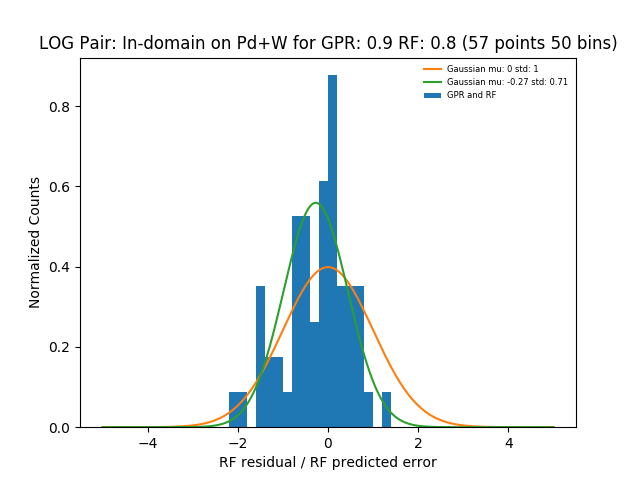 LOG Pair: In-domain on Pd+W for GPR: 0.9 RF: 0.8 (57 points 50 bins)
Gaussian mu: 0 std: 1
Gaussian mu: -0.27 std: 0.71
GPR and RF
Normalized Counts
0.8
0.6
0.4
0.2
0.0
−4 −2 0 2 4
RF residual / RF predicted error